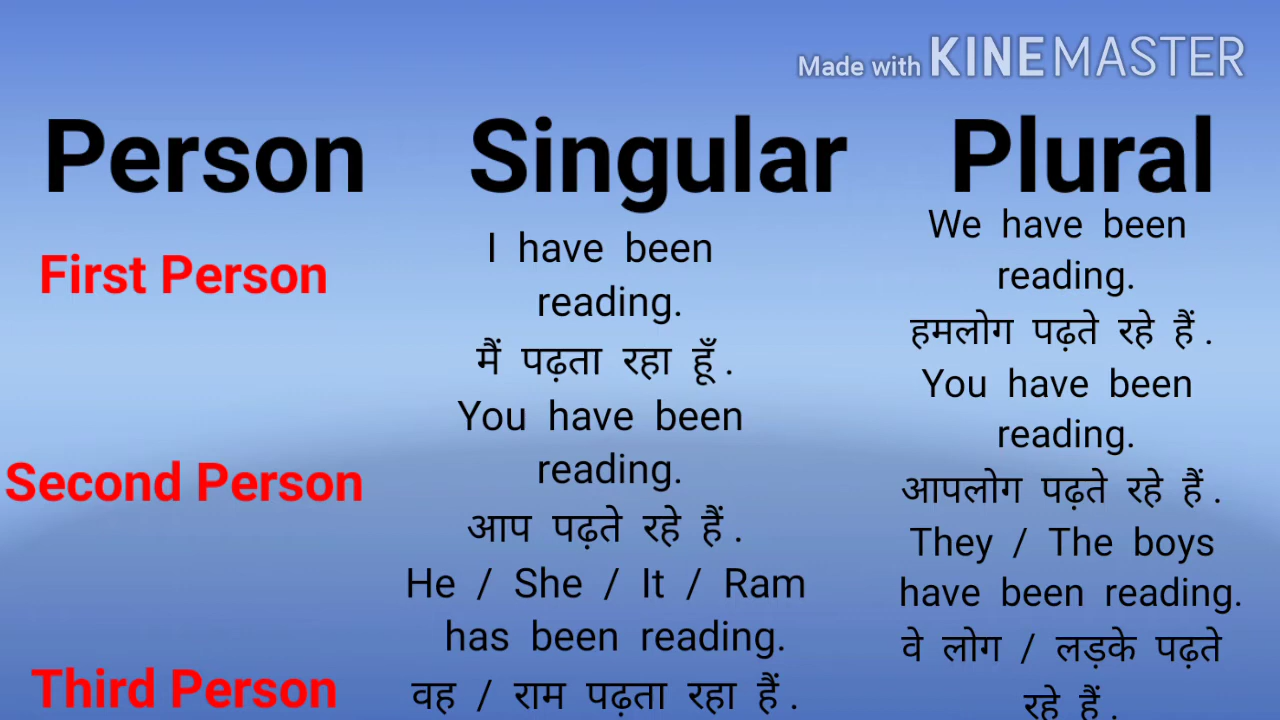 Made with KINEMASTER
Person Singular Plural
First Person
I have been
reading.
मैं पढ़ता रहा हूँ .
We have been
reading.
हमलोग पढ़ते रहे हैं .
Second Person
You have been
reading.
आप पढ़ते रहे हैं .
You have been
reading.
आपलोग पढ़ते रहे हैं .
Third Person
He / She / It / Ram
has been reading.
वह / राम पढ़ता रहा हैं .
They / The boys
have been reading.
वे लोग / लड़के पढ़ते
रहे हैं .